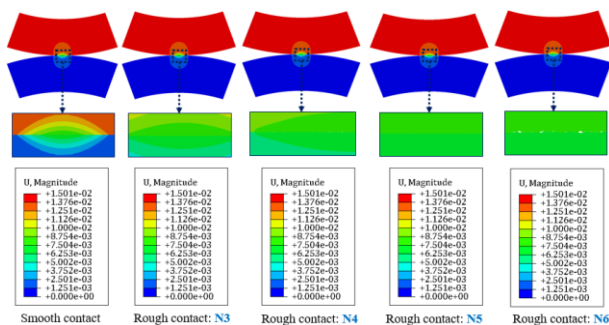 U, Magnitude
+1.501e-02
+1.376e-02
+1.251e-02
+1.126e-02
+1.000e-02
+8.754e-03
+7.504e-03
+6.253e-03
+5.002e-03
+3.752e-03
+2.501e-03
+1.251e-03
+0.000e+00
Smooth contact
U, Magnitude
+1.501e-02
+1.376e-02
+1.251e-02
+1.126e-02
+1.000e-02
+8.754e-03
+7.504e-03
+6.253e-03
+5.002e-03
+3.752e-03
+2.501e-03
+1.251e-03
+0.000e+00
Rough contact: N3
U, Magnitude
+1.501e-02
+1.376e-02
+1.251e-02
+1.126e-02
+1.000e-02
+8.754e-03
+7.504e-03
+6.253e-03
+5.002e-03
+3.752e-03
+2.501e-03
+1.251e-03
+0.000e+00
Rough contact: N4
U, Magnitude
+1.501e-02
+1.376e-02
+1.251e-02
+1.126e-02
+1.000e-02
+8.754e-03
+7.504e-03
+6.253e-03
+5.002e-03
+3.752e-03
+2.501e-03
+1.251e-03
+0.000e+00
Rough contact: N5
U, Magnitude
+1.501e-02
+1.376e-02
+1.251e-02
+1.126e-02
+1.000e-02
+8.754e-03
+7.504e-03
+6.253e-03
+5.002e-03
+3.752e-03
+2.501e-03
+1.251e-03
+0.000e+00
Rough contact: N6